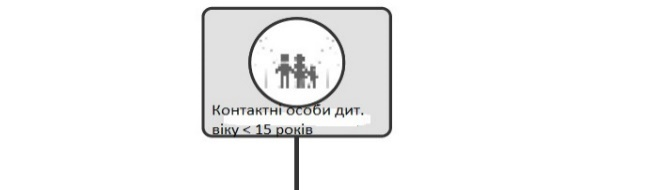 Контактні особи дит.
віку < 15 років